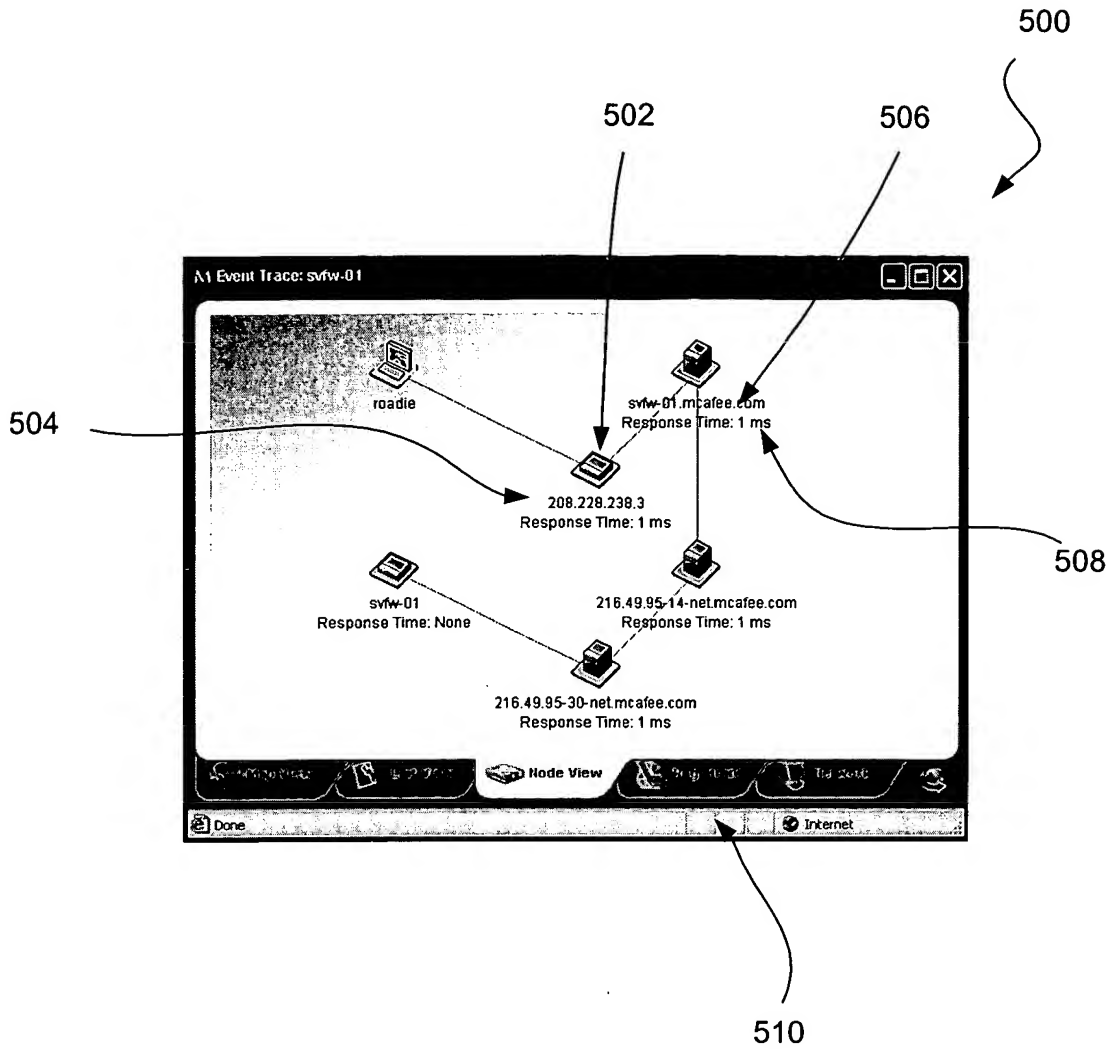 500
502
506
Event Trace: svfw-01
roadie
svfw-01.mcafee.com
Response Time: 1 ms
504
208.228.238.3
Response Time: 1 ms
508
svfw-01
Response Time: None
216.49.95-14-net.mcafee.com
Response Time: 1 ms
216.49.95-30-net.mcafee.com
Response Time: 1 ms
Node View
Done
Internet
510